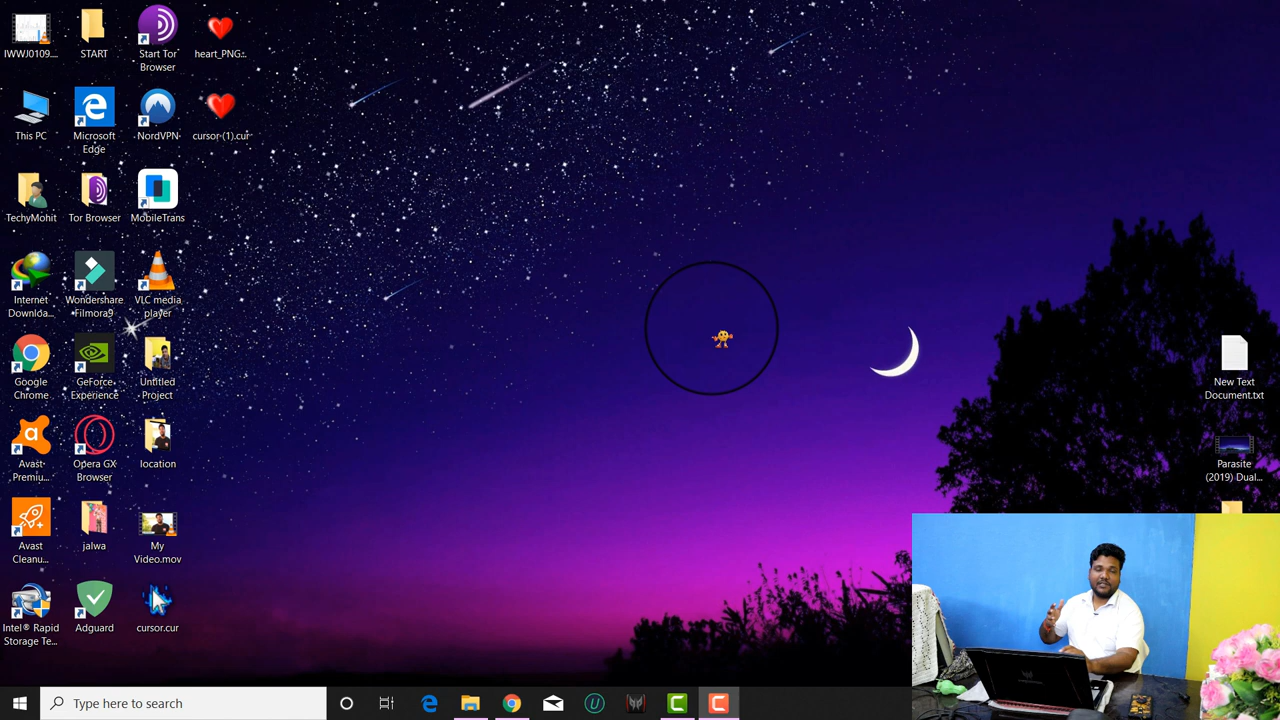 IWWJ0109...
START
Start Tor
Browser
heart_PNG...
This PC
Microsoft
Edge
NordVPN
cursor (1).cur
TechyMohit
Tor Browser
MobileTrans
Internet
Downloa...
Wondershare
Filmora9
VLC media
player
Google
Chrome
GeForce
Experience
Untitled
Project
Avast
Premiu...
Opera GX
Browser
location
Avast
Cleanu...
jalwa
My
Video.mov
Intel® Rapid
Storage Te...
Adguard
cursor.cur
New Text
Document.txt
Parasite
(2019) Dual...
Type here to search